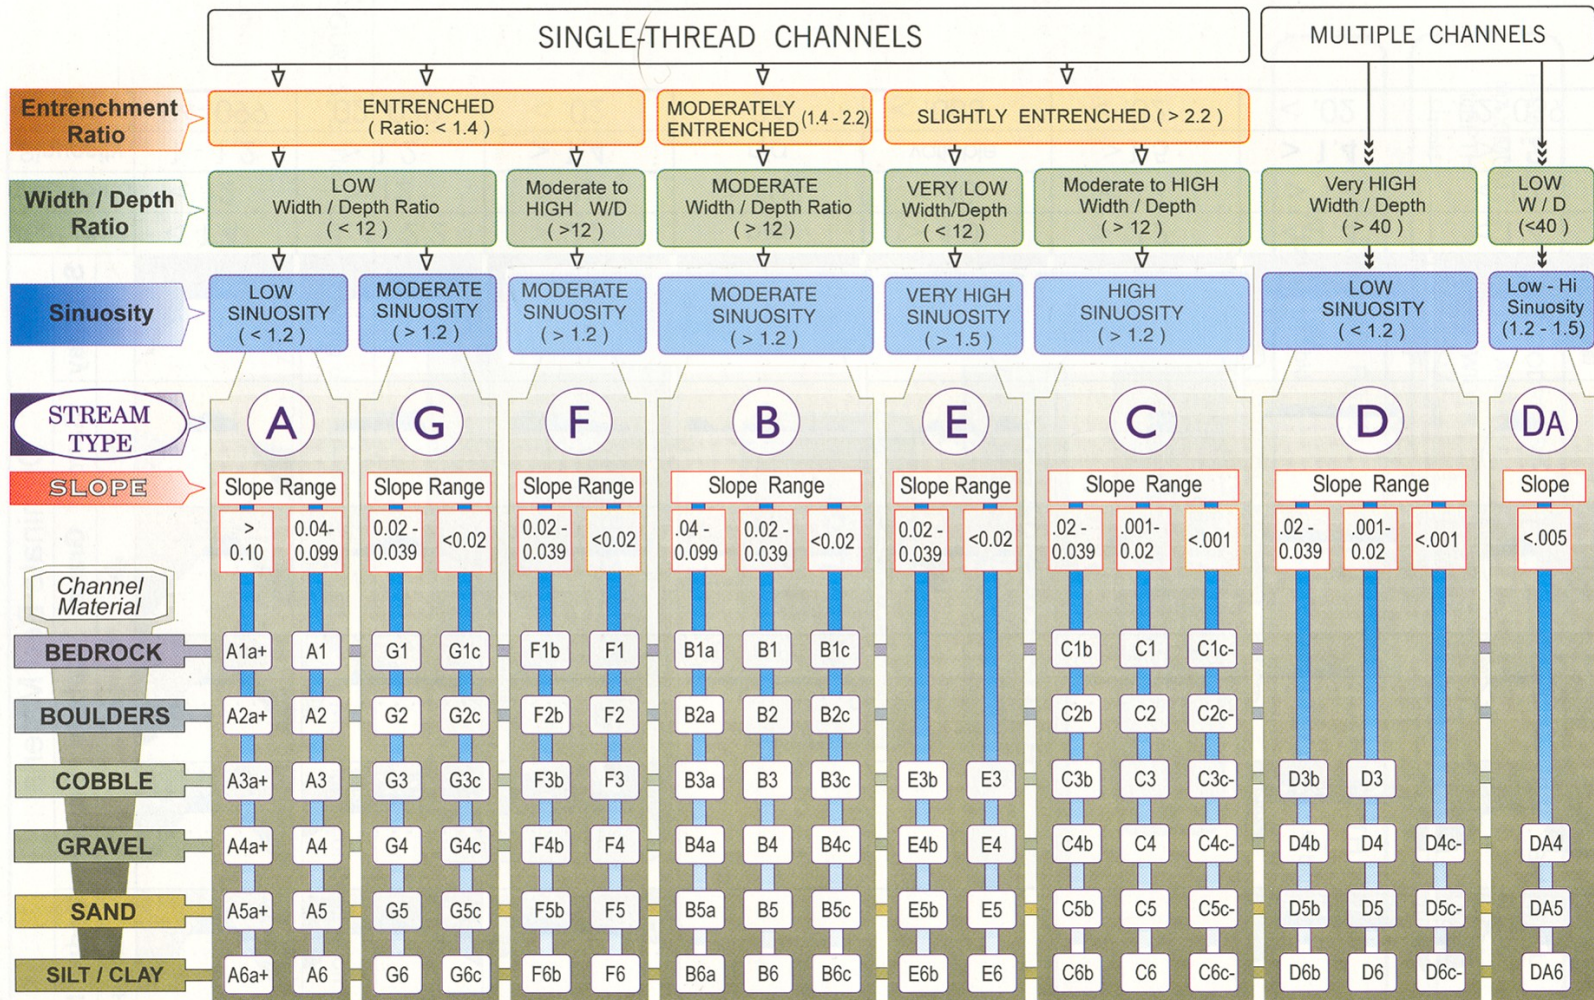 SINGLE-THREAD CHANNELS
MULTIPLE CHANNELS
Entrenchment
Ratio
ENTRENCHED
( Ratio: < 1.4 )
MODERATELY
ENTRENCHED (1.4 - 2.2)
SLIGHTLY ENTRENCHED ( > 2.2 )
Width / Depth
Ratio
LOW
Width / Depth Ratio
( < 12 )
Moderate to
HIGH W/D
( >12 )
MODERATE
Width / Depth Ratio
( > 12 )
VERY LOW
Width/Depth
( < 12 )
Moderate to HIGH
Width / Depth
( > 12 )
Very HIGH
Width / Depth
( > 40 )
LOW
W / D
(<40 )
Sinuosity
LOW
SINUOSITY
( < 1.2 )
MODERATE
SINUOSITY
( > 1.2 )
MODERATE
SINUOSITY
( > 1.2 )
MODERATE
SINUOSITY
( > 1.2 )
VERY HIGH
SINUOSITY
( > 1.5 )
HIGH
SINUOSITY
( > 1.2 )
LOW
SINUOSITY
( < 1.2 )
Low - Hi
Sinuosity
(1.2 - 1.5)
STREAM
TYPE
A G F B E C D DA
SLOPE
Slope Range Slope Range Slope Range Slope Range Slope Range Slope Range Slope Range Slope
>
0.10
0.04-
0.099
0.02 -
0.039
<0.02
0.02 -
0.039
<0.02
.04 -
0.099
0.02 -
0.039
<0.02
0.02 -
0.039
<0.02
.02 -
0.039
.001-
0.02
<.001
.02 -
0.039
.001-
0.02
<.001
<.005
Channel
Material
BEDROCK A1a+ A1 G1 G1c F1b F1 B1a B1 B1c C1b C1 C1c-
BOULDERS A2a+ A2 G2 G2c F2b F2 B2a B2 B2c C2b C2 C2c-
COBBLE A3a+ A3 G3 G3c F3b F3 B3a B3 B3c E3b E3 C3b C3 C3c- D3b D3
GRAVEL A4a+ A4 G4 G4c F4b F4 B4a B4 B4c E4b E4 C4b C4 C4c- D4b D4 D4c- DA4
SAND A5a+ A5 G5 G5c F5b F5 B5a B5 B5c E5b E5 C5b C5 C5c- D5b D5 D5c- DA5
SILT / CLAY A6a+ A6 G6 G6c F6b F6 B6a B6 B6c E6b E6 C6b C6 C6c- D6b D6 D6c- DA6